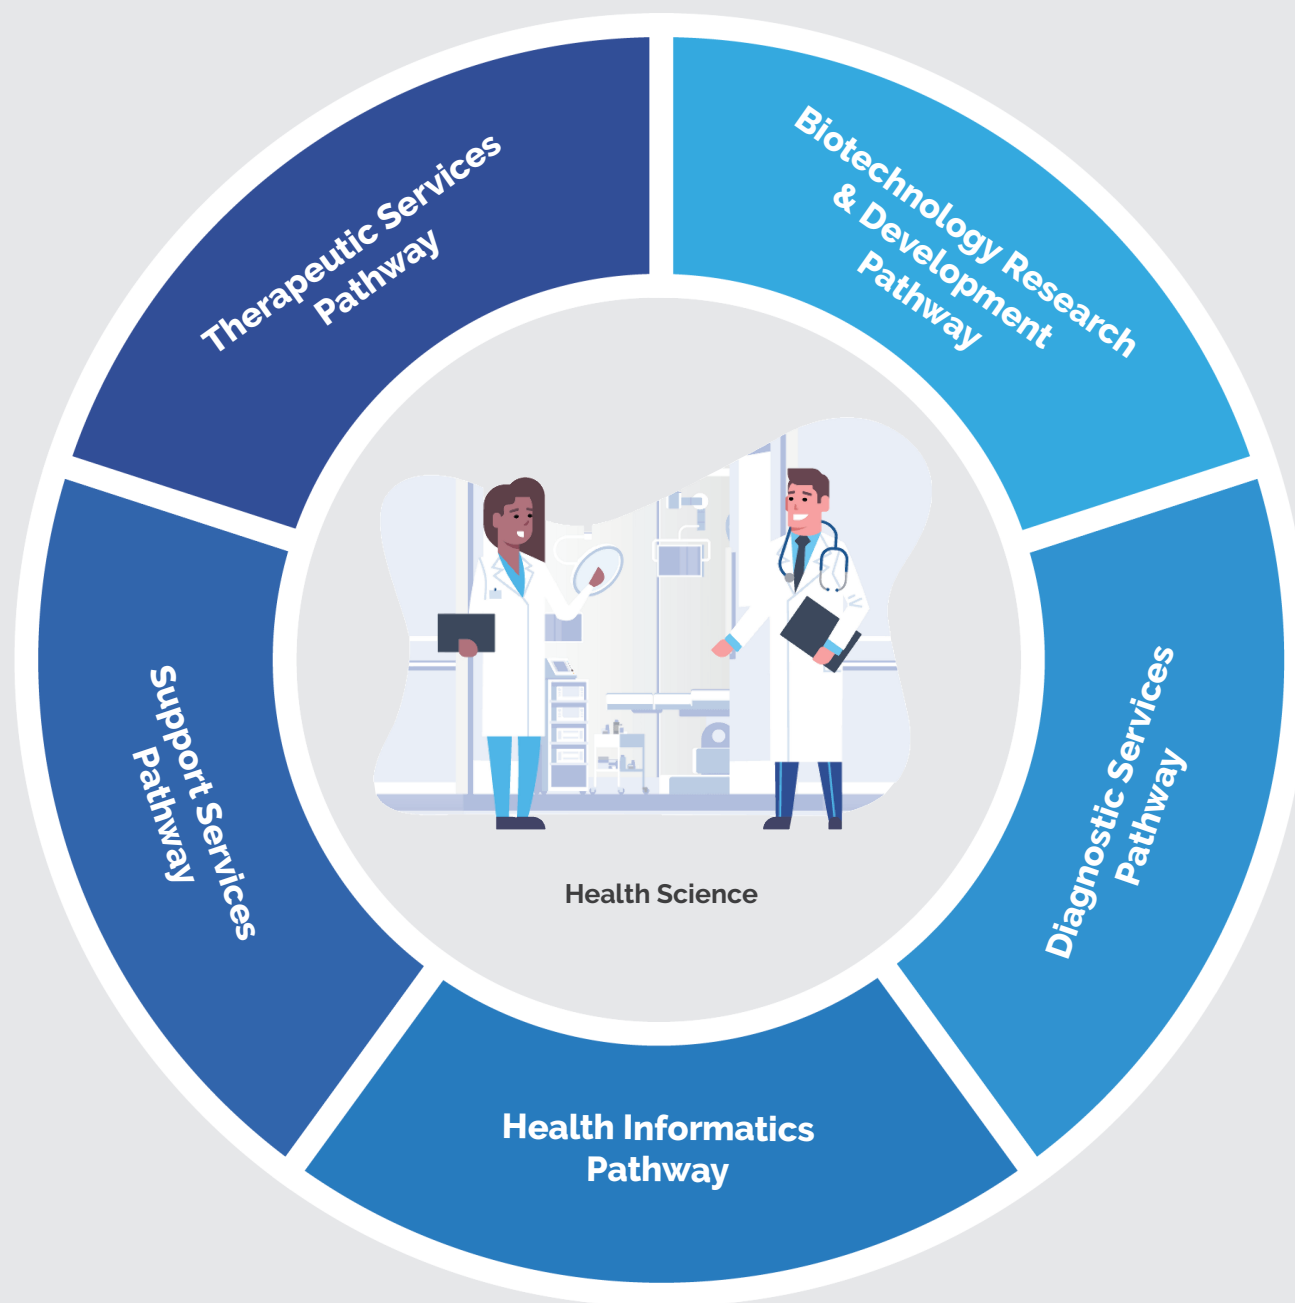 Therapeutic Services
Pathway
Biotechnology Research
& Development
Pathway
Diagnostic Services
Pathway
Health Informatics
Pathway
Support Services
Pathway
Health Science